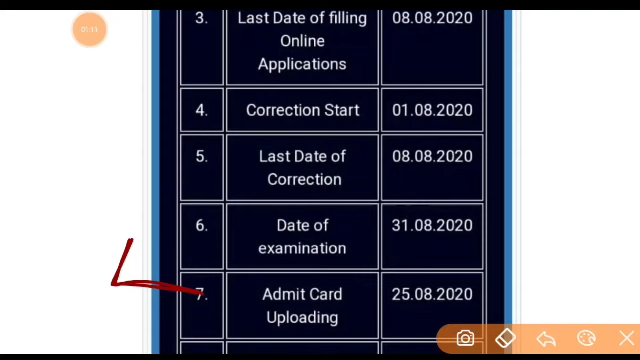 01:11
3. Last Date of filling 08.08.2020
Online
Applications
4. Correction Start 01.08.2020
5. Last Date of 08.08.2020
Correction
6. Date of 31.08.2020
examination
7. Admit Card 25.08.2020
Uploading